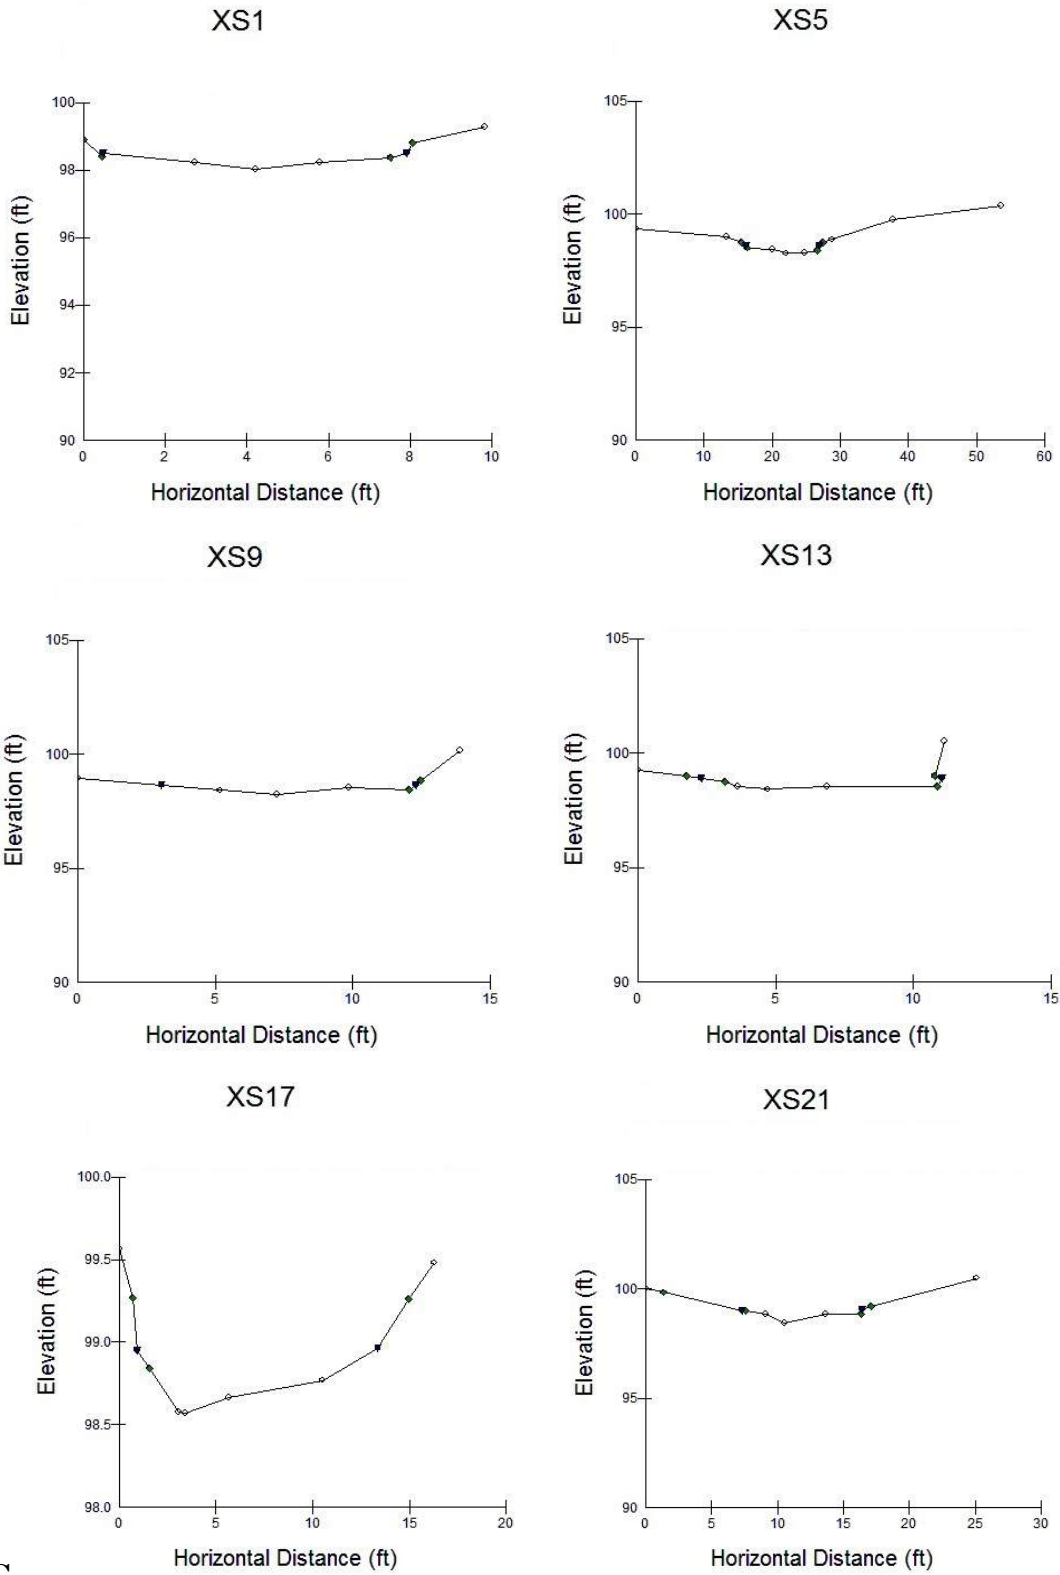 XS1
100
98
96
94
92
90
0 2 4 6 8 10
Elevation (ft)
Horizontal Distance (ft)
XS5
105
100
95
90
0 10 20 30 40 50 60
Elevation (ft)
Horizontal Distance (ft)
XS9
105
100
95
90
0 5 10 15
Elevation (ft)
Horizontal Distance (ft)
XS13
105
100
95
90
0 5 10 15
Elevation (ft)
Horizontal Distance (ft)
XS17
100.0
99.5
99.0
98.5
98.0
0 5 10 15 20
Elevation (ft)
Horizontal Distance (ft)
XS21
105
100
95
90
0 5 10 15 20 25 30
Elevation (ft)
Horizontal Distance (ft)